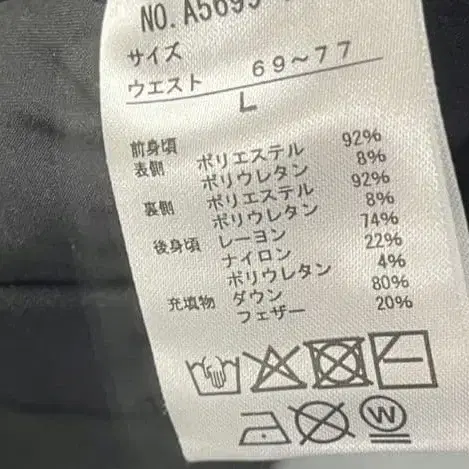 NO.A5695
サイズ
ウエスト 69～77
L
前身頃
表側 ポリエステル 92%
ポリウレタン 8%
裏側 ポリエステル 92%
ポリウレタン 8%
後身頃 レーヨン 74%
ナイロン 22%
ポリウレタン 4%
充填物 ダウン 80%
フェザー 20%
W